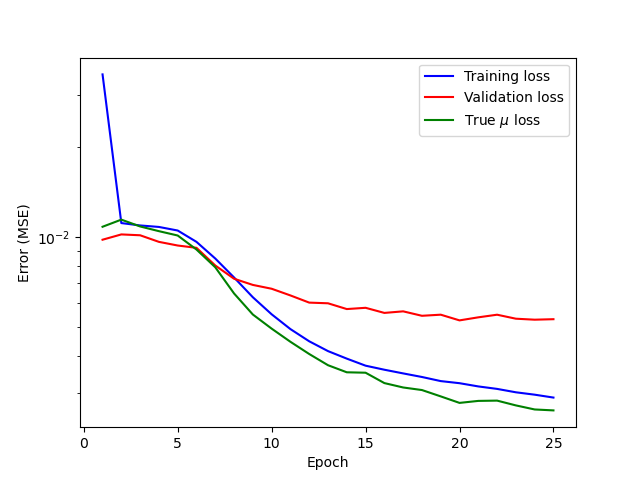 Training loss
Validation loss
True μ loss
Error (MSE)
10⁻²
0 5 10 15 20 25
Epoch